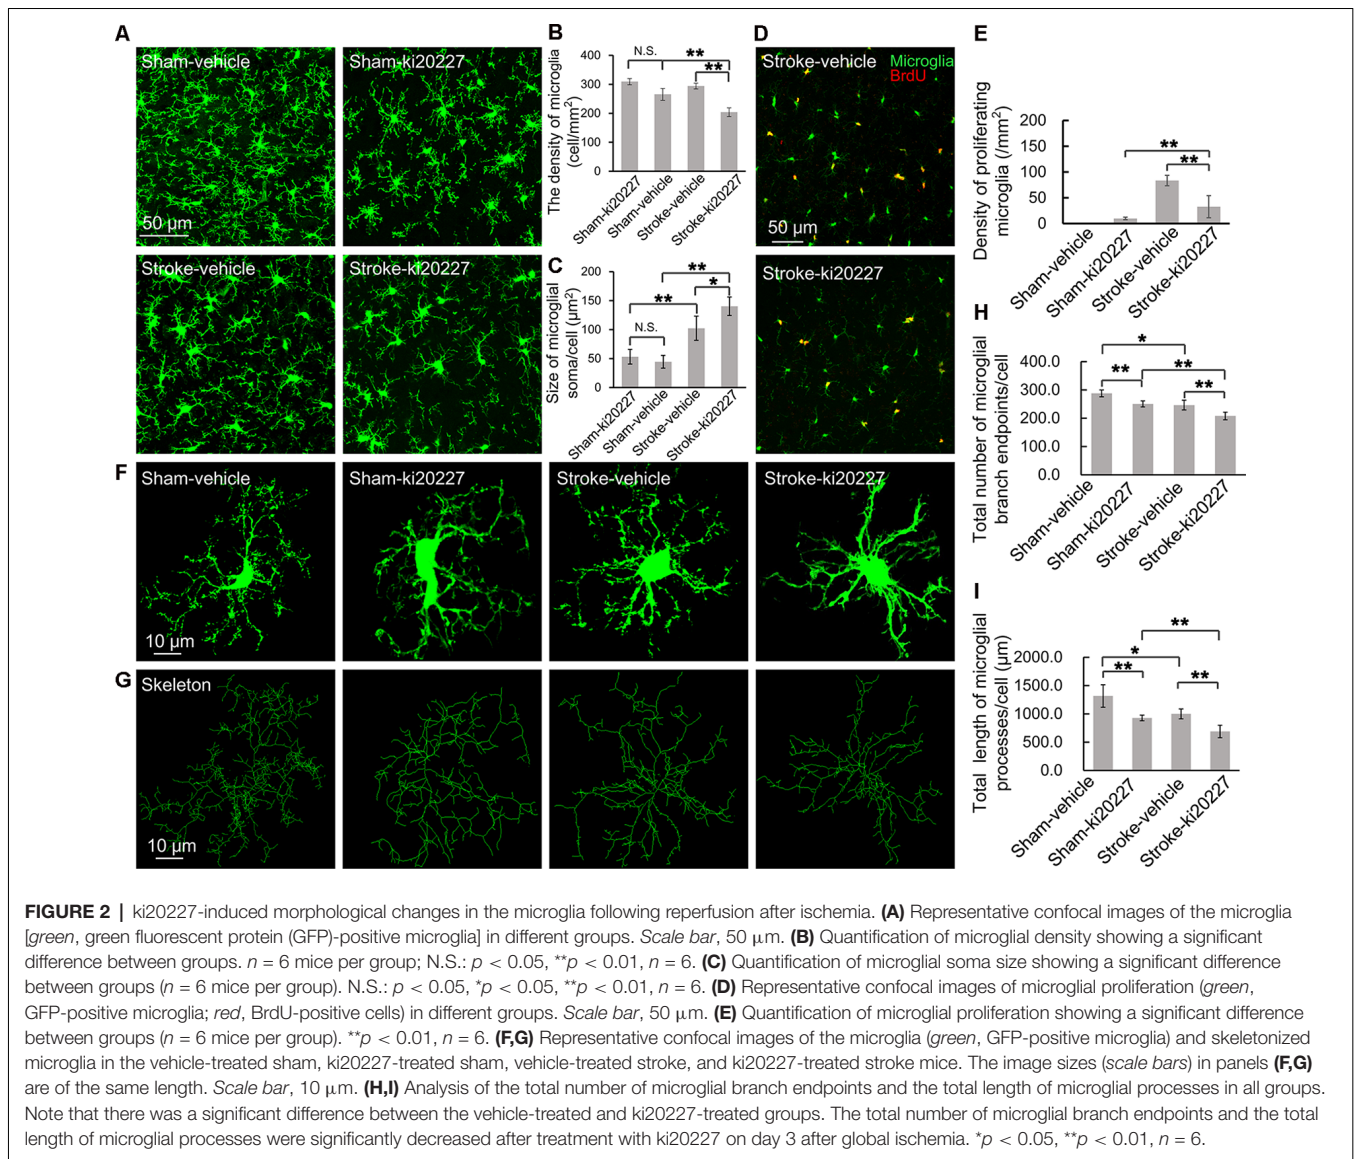 A
Sham-vehicle
Sham-ki20227
50 µm
Stroke-vehicle
Stroke-ki20227
B
The density of microglia
(cell/mm²)
400
300
200
100
0
N.S.
**
**
Sham-ki20227
Sham-vehicle
Stroke-vehicle
Stroke-ki20227
C
Size of microglial
soma/cell (µm²)
200
150
100
50
0
**
N.S.
**
*
Sham-ki20227
Sham-vehicle
Stroke-vehicle
Stroke-ki20227
D
Stroke-vehicle
Microglia
BrdU
50 µm
Stroke-ki20227
E
Density of proliferating
microglia (/mm²)
200
150
100
50
0
**
**
Sham-vehicle
Sham-ki20227
Stroke-vehicle
Stroke-ki20227
F
Sham-vehicle
Sham-ki20227
Stroke-vehicle
Stroke-ki20227
10 µm
G
Skeleton
10 µm
H
Total number of microglial
branch endpoints/cell
400.0
300.0
200.0
100.0
0.0
*
**
**
**
Sham-vehicle
Sham-ki20227
Stroke-vehicle
Stroke-ki20227
I
Total length of microglial
processes/cell (µm)
2000.0
1500.0
1000.0
500.0
0.0
**
*
**
**
Sham-vehicle
Sham-ki20227
Stroke-vehicle
Stroke-ki20227
FIGURE 2 | ki20227-induced morphological changes in the microglia following reperfusion after ischemia. (A) Representative confocal images of the microglia
[green, green fluorescent protein (GFP)-positive microglia] in different groups. Scale bar, 50 µm. (B) Quantification of microglial density showing a significant
difference between groups. n = 6 mice per group; N.S.: p < 0.05, **p < 0.01, n = 6. (C) Quantification of microglial soma size showing a significant difference
between groups (n = 6 mice per group). N.S.: p < 0.05, *p < 0.05, **p < 0.01, n = 6. (D) Representative confocal images of microglial proliferation (green,
GFP-positive microglia; red, BrdU-positive cells) in different groups. Scale bar, 50 µm. (E) Quantification of microglial proliferation showing a significant difference
between groups (n = 6 mice per group). **p < 0.01, n = 6. (F,G) Representative confocal images of the microglia (green, GFP-positive microglia) and skeletonized
microglia in the vehicle-treated sham, ki20227-treated sham, vehicle-treated stroke, and ki20227-treated stroke mice. The image sizes (scale bars) in panels (F,G)
are of the same length. Scale bar, 10 µm. (H,I) Analysis of the total number of microglial branch endpoints and the total length of microglial processes in all groups.
Note that there was a significant difference between the vehicle-treated and ki20227-treated groups. The total number of microglial branch endpoints and the total
length of microglial processes were significantly decreased after treatment with ki20227 on day 3 after global ischemia. *p < 0.05, **p < 0.01, n = 6.